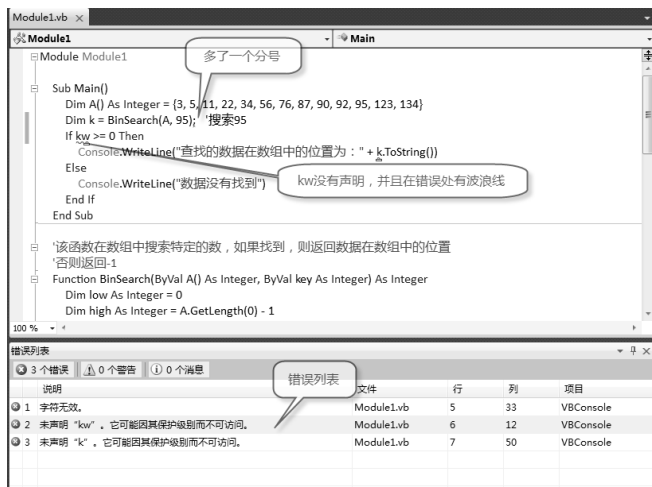 Module1.vb ×
Module1
Main
Module Module1
多了一个分号
Sub Main()
Dim A() As Integer = {3, 5, 11, 22, 34, 56, 76, 87, 90, 92, 95, 123, 134}
Dim k = BinSearch(A, 95); '搜索95
If kw >= 0 Then
Console.WriteLine("查找的数据在数组中的位置为：" + k.ToString())
Else
Console.WriteLine("数据没有找到")
kw没有声明，并且在错误处有波浪线
End If
End Sub
'该函数在数组中搜索特定的数，如果找到，则返回数据在数组中的位置
'否则返回-1
Function BinSearch(ByVal A() As Integer, ByVal key As Integer) As Integer
Dim low As Integer = 0
Dim high As Integer = A.GetLength(0) - 1
100 %
错误列表
3 个错误 0 个警告 0 个消息
错误列表
说明 文件 行 列 项目
1 字符无效。 Module1.vb 5 33 VBConsole
2 未声明“kw”。它可能因其保护级别而不可访问。 Module1.vb 6 12 VBConsole
3 未声明“k”。它可能因其保护级别而不可访问。 Module1.vb 7 50 VBConsole